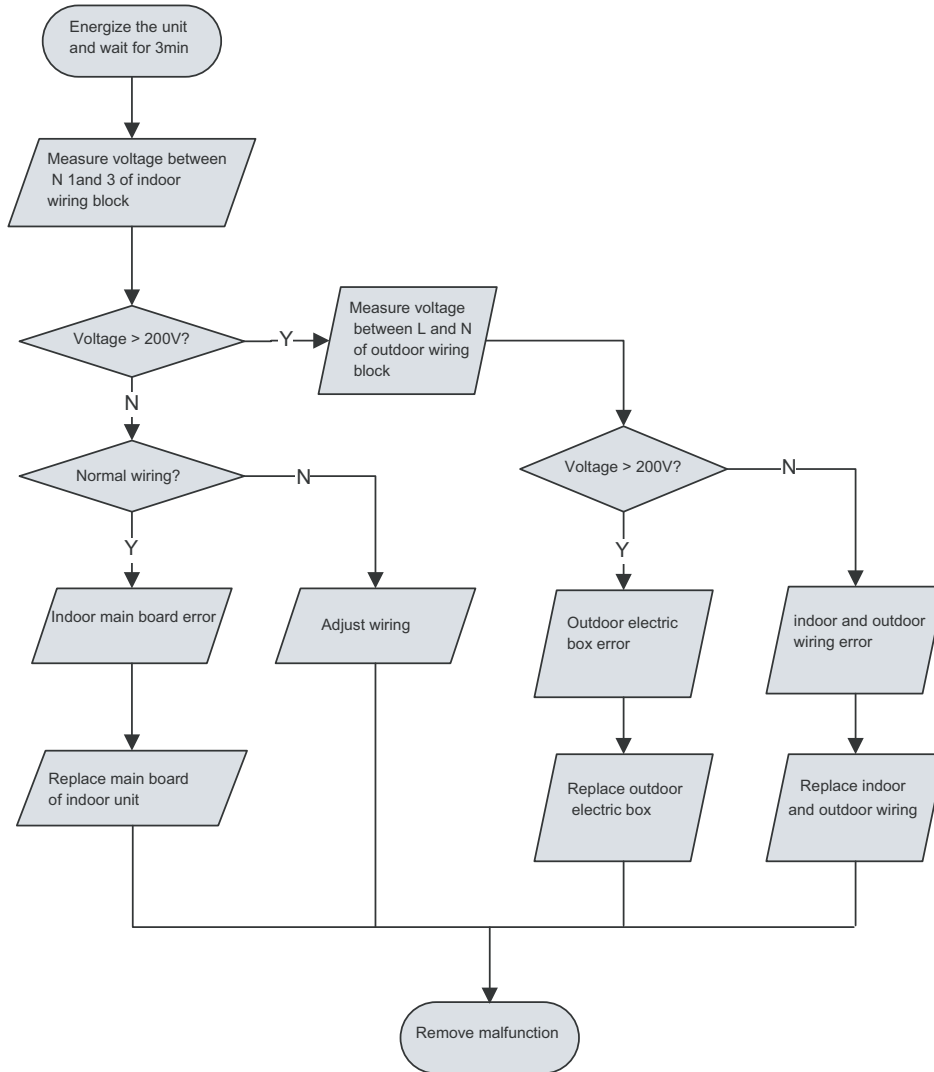 Energize the unit
and wait for 3min
Measure voltage between
N 1and 3 of indoor
wiring block
Voltage > 200V?
Y
Measure voltage
between L and N
of outdoor wiring
block
N
Normal wiring?
N
Voltage > 200V?
N
Y
Y
Indoor main board error
Adjust wiring
Outdoor electric
box error
indoor and outdoor
wiring error
Replace main board
of indoor unit
Replace outdoor
electric box
Replace indoor
and outdoor wiring
Remove malfunction